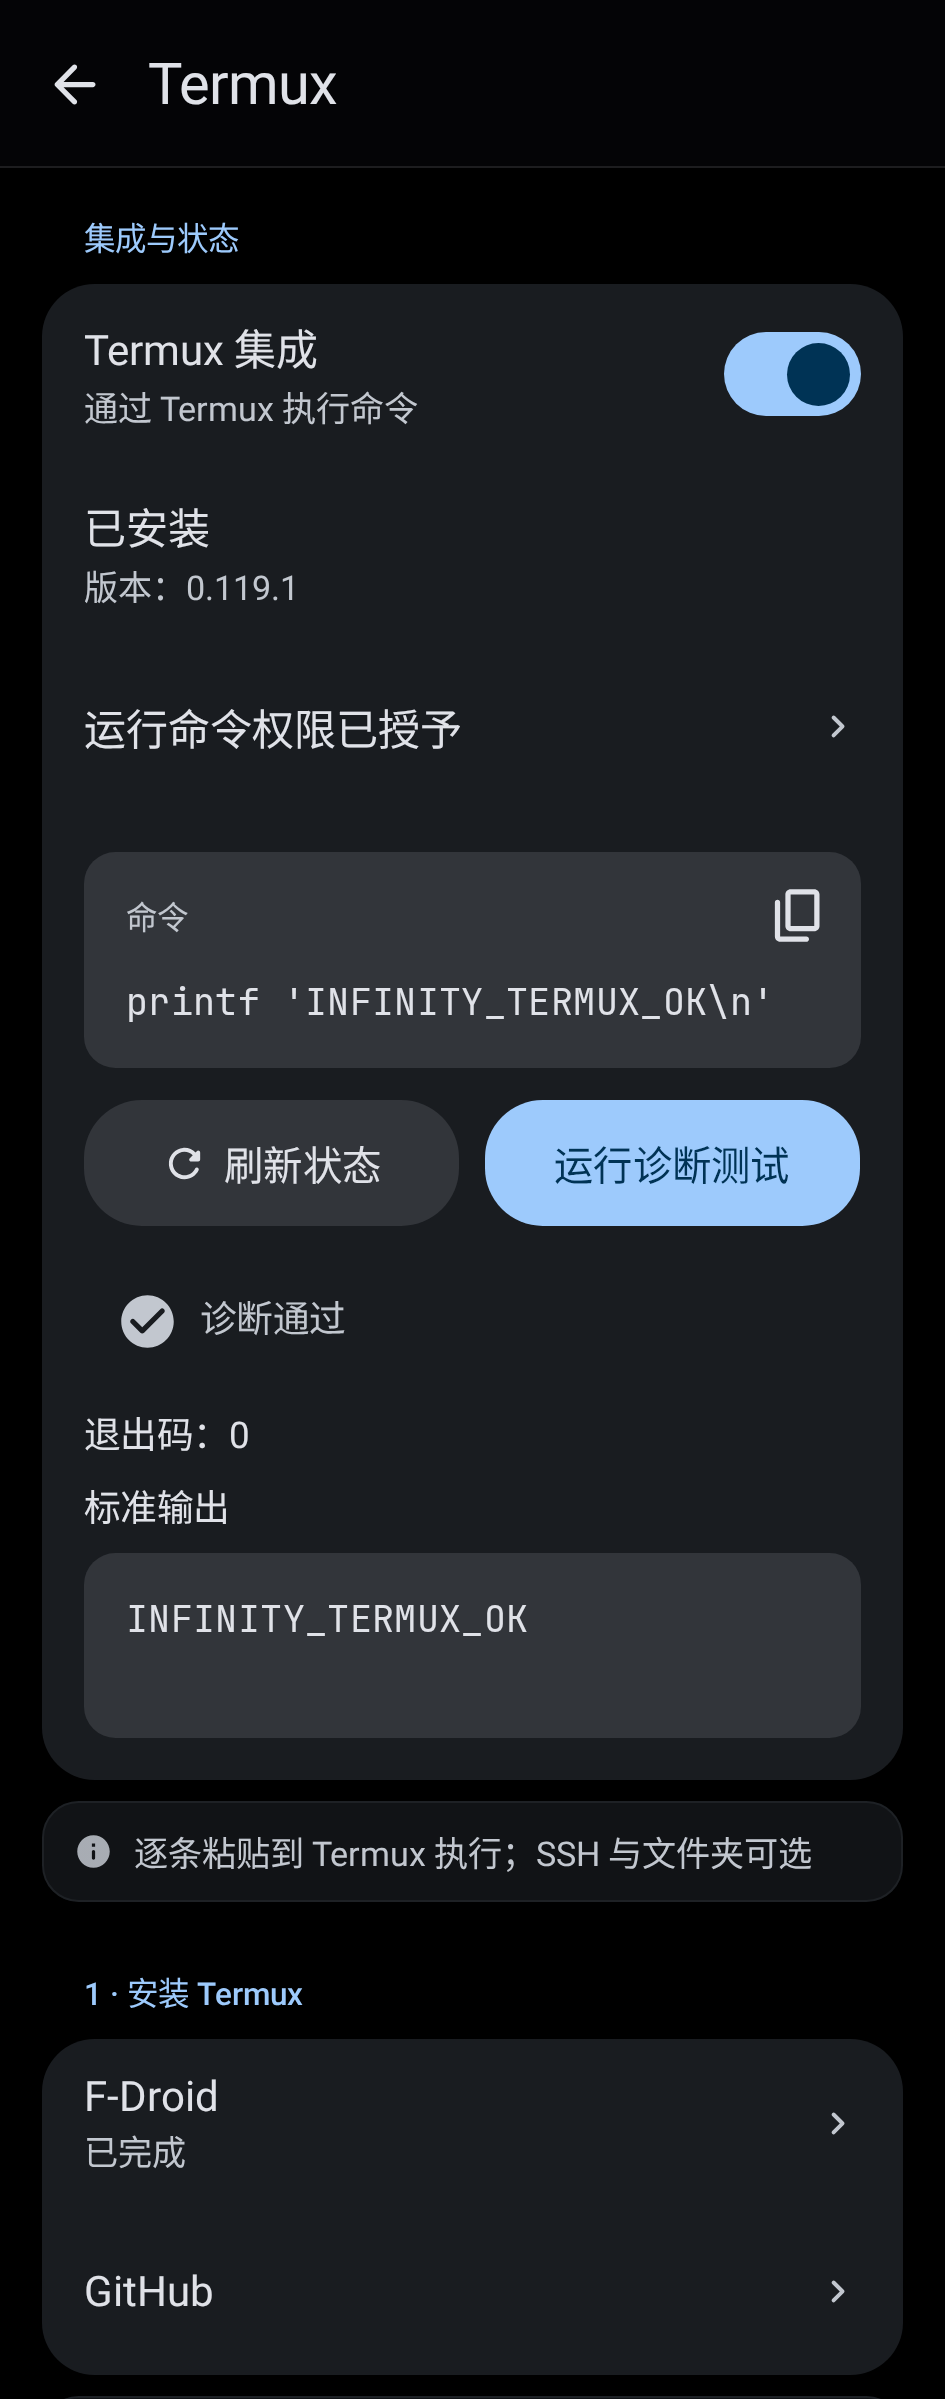 Termux
集成与状态
Termux 集成
通过 Termux 执行命令
已安装
版本：0.119.1
运行命令权限已授予
命令
printf 'INFINITY_TERMUX_OK\n'
刷新状态
运行诊断测试
诊断通过
退出码：0
标准输出
INFINITY_TERMUX_OK
逐条粘贴到 Termux 执行；SSH 与文件夹可选
1 · 安装 Termux
F-Droid
已完成
GitHub